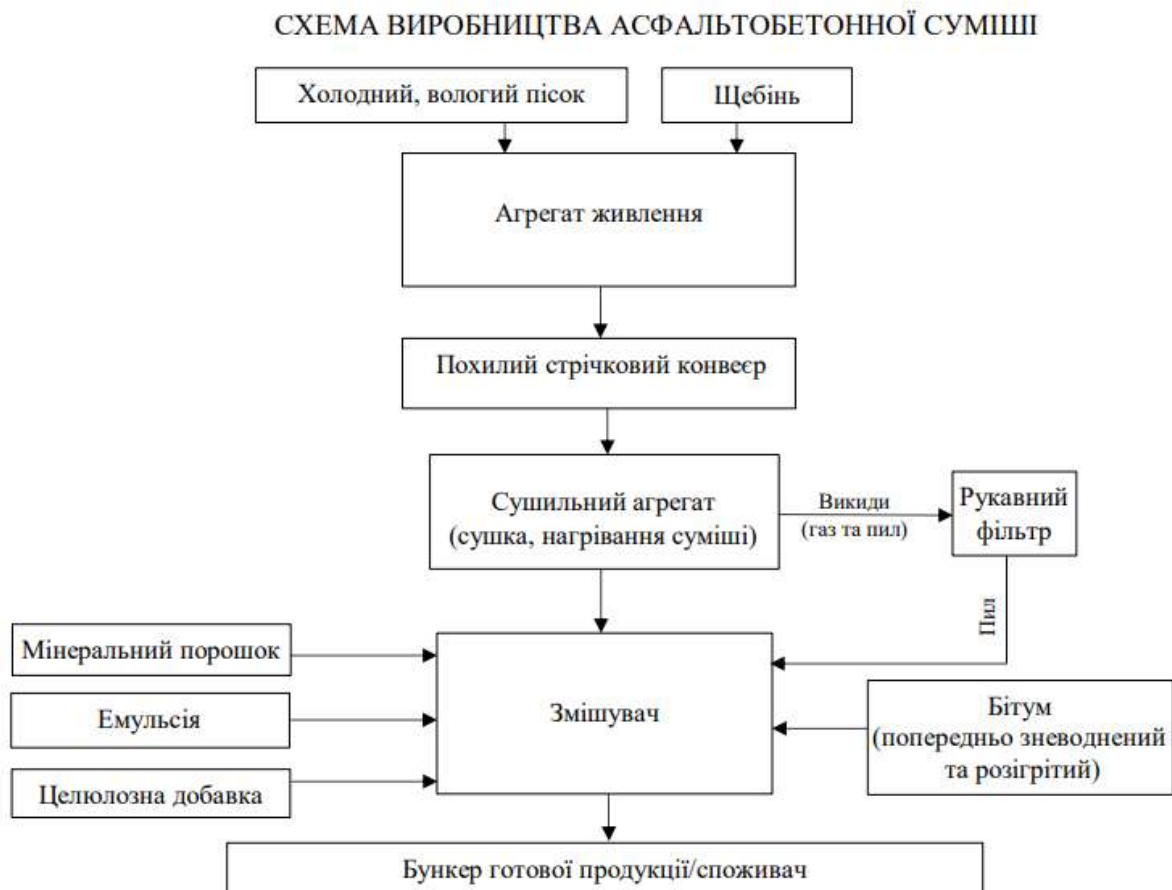 СХЕМА ВИРОБНИЦТВА АСФАЛЬТОБЕТОННОЇ СУМІШІ
Холодний, вологий пісок
Щебінь
Агрегат живлення
Похилий стрічковий конвеєр
Сушильний агрегат
(сушка, нагрівання суміші)
Викиди
(газ та пил)
Рукавний
фільтр
Пил
Мінеральний порошок
Емульсія
Целюлозна добавка
Змішувач
Бітум
(попередньо зневоднений
та розігрітий)
Бункер готової продукції/споживач